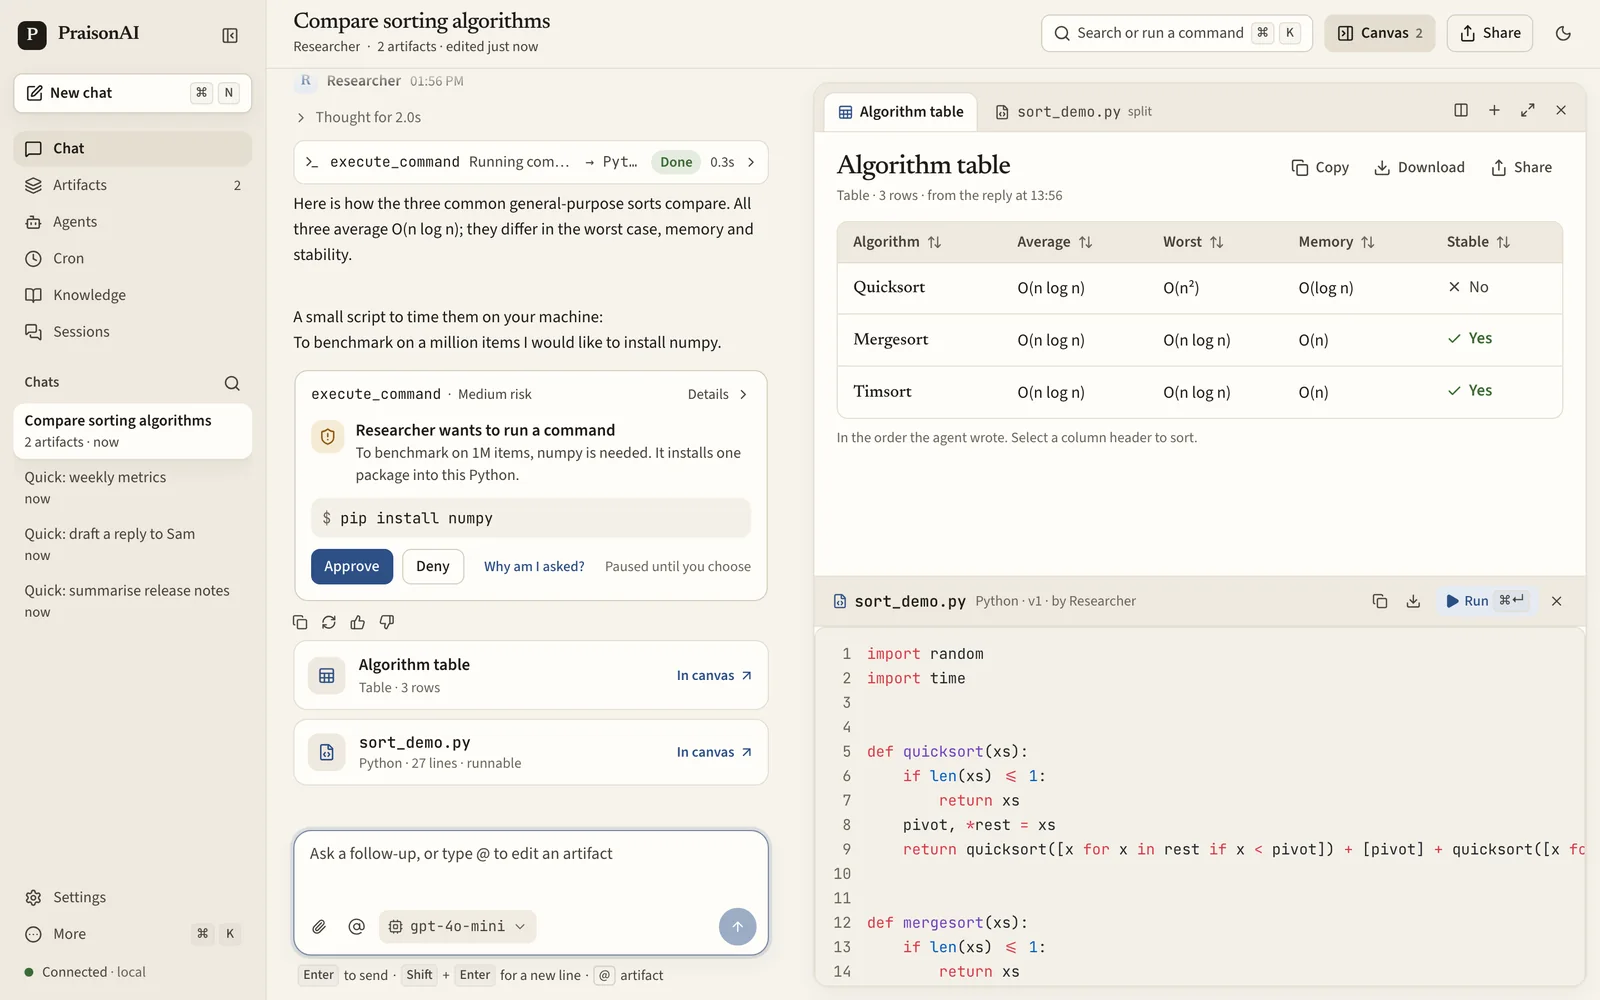 P PraisonAI
New chat ⌘ N
Chat
Artifacts 2
Agents
Cron
Knowledge
Sessions
Chats
Compare sorting algorithms
2 artifacts · now
Quick: weekly metrics
now
Quick: draft a reply to Sam
now
Quick: summarise release notes
now
Settings
More ⌘ K
Connected · local
Compare sorting algorithms
Researcher · 2 artifacts · edited just now
Search or run a command ⌘ K
Canvas 2
Share
R Researcher 01:56 PM
Thought for 2.0s
execute_command Running com… → Pyt… Done 0.3s
Here is how the three common general-purpose sorts compare. All
three average O(n log n); they differ in the worst case, memory and
stability.
A small script to time them on your machine:
To benchmark on a million items I would like to install numpy.
execute_command · Medium risk Details
Researcher wants to run a command
To benchmark on 1M items, numpy is needed. It installs one
package into this Python.
$ pip install numpy
Approve Deny Why am I asked? Paused until you choose
Algorithm table
Table · 3 rows
In canvas ↗
sort_demo.py
Python · 27 lines · runnable
In canvas ↗
Ask a follow-up, or type @ to edit an artifact
@ gpt-4o-mini
Enter to send · Shift + Enter for a new line · @ artifact
Algorithm table
sort_demo.py split
Algorithm table
Copy Download Share
Table · 3 rows · from the reply at 13:56
Algorithm Average Worst Memory Stable
Quicksort O(n log n) O(n²) O(log n) No
Mergesort O(n log n) O(n log n) O(n) Yes
Timsort O(n log n) O(n log n) O(n) Yes
In the order the agent wrote. Select a column header to sort.
sort_demo.py Python · v1 · by Researcher
Run ⌘↵
1 import random
2 import time
3
4
5 def quicksort(xs):
6 if len(xs) ⩽ 1:
7 return xs
8 pivot, *rest = xs
9 return quicksort([x for x in rest if x < pivot]) + [pivot] + quicksort([x fo
10
11
12 def mergesort(xs):
13 if len(xs) ⩽ 1:
14 return xs